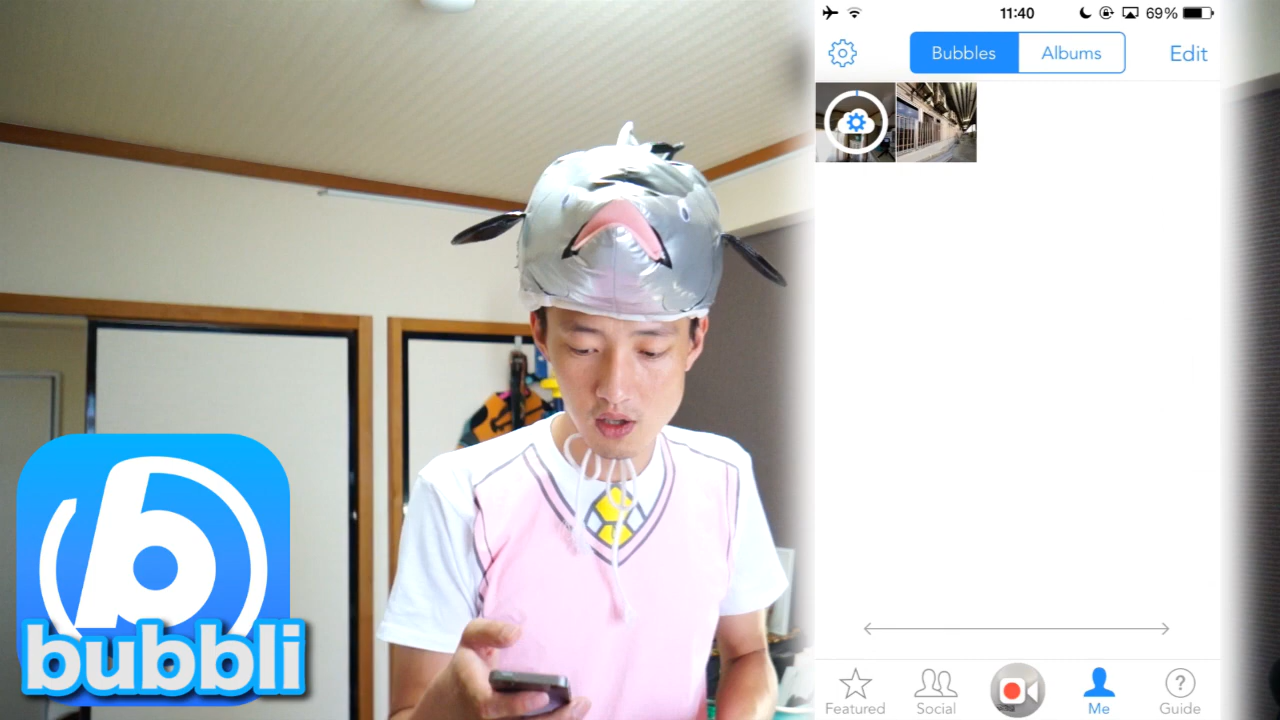 11:40
69%
Bubbles
Albums
Edit
bubbli
Featured
Social
Me
?
Guide